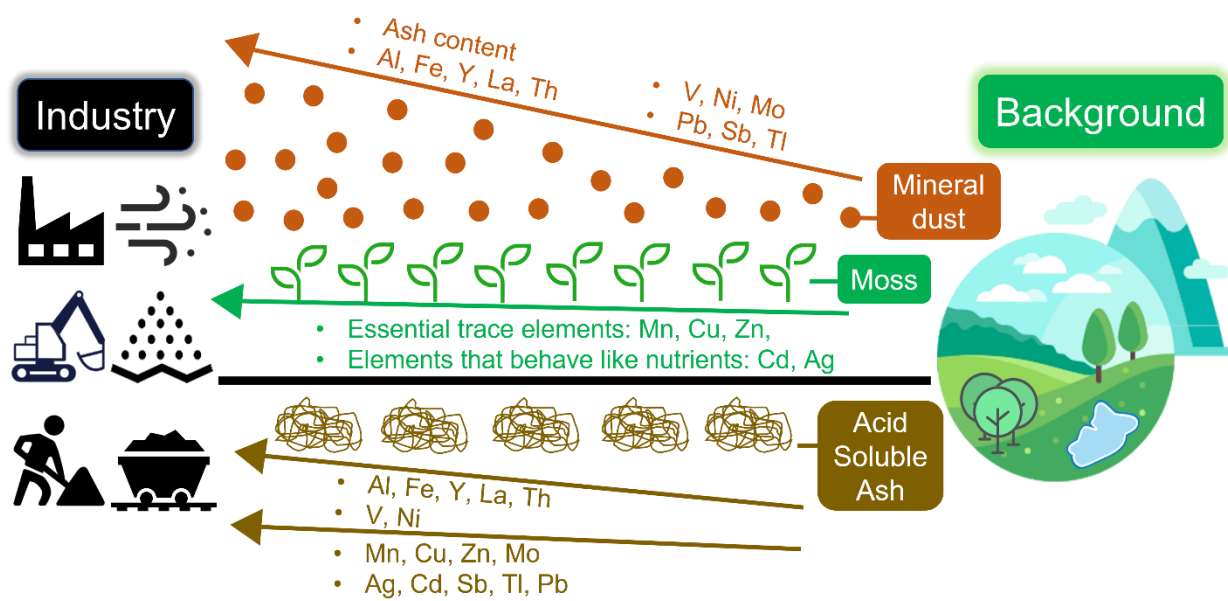 • Ash content
• Al, Fe, Y, La, Th
• V, Ni, Mo
• Pb, Sb, Tl
Industry
Background
Mineral
dust
Moss
• Essential trace elements: Mn, Cu, Zn,
• Elements that behave like nutrients: Cd, Ag
Acid
Soluble
Ash
• Al, Fe, Y, La, Th
• V, Ni
• Mn, Cu, Zn, Mo
• Ag, Cd, Sb, Tl, Pb